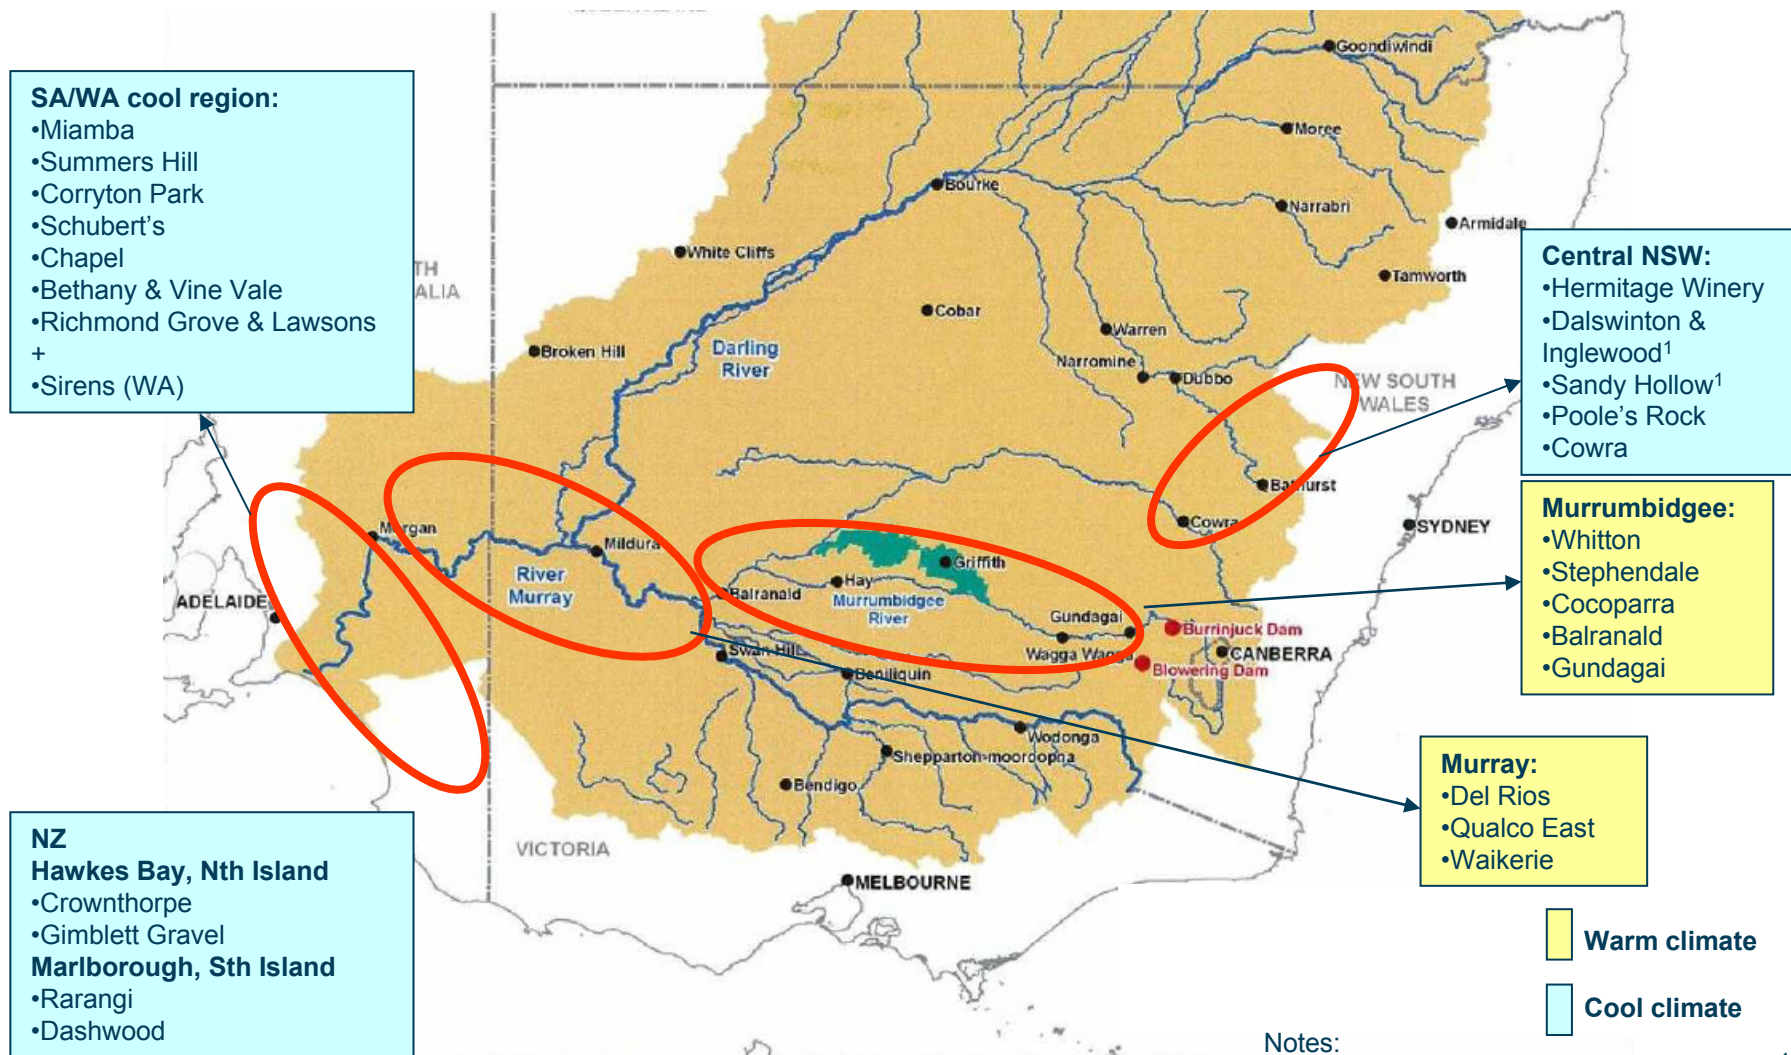 Goondiwindi
SA/WA cool region:
•Miamba
•Summers Hill
•Corryton Park
•Schubert's
•Chapel
•Bethany & Vine Vale
•Richmond Grove & Lawsons
+
•Sirens (WA)
Moree
Bourke
Narrabri
Armidale
White Cliffs
TH
ALIA
Tamworth
Central NSW:
•Hermitage Winery
•Dalswinton &
Inglewood¹
•Sandy Hollow¹
•Poole's Rock
•Cowra
Cobar
Warren
Broken Hill
Darling
River
Narromine
Dubbo
NEW SOUTH
WALES
Bathurst
Cowra
SYDNEY
Murrumbidgee:
•Whitton
•Stephendale
•Cocoparra
•Balranald
•Gundagai
Morgan
Mildura
River
Murray
Griffith
Hay
Balranald
Murrumbidgee
River
ADELAIDE
Gundagai
Burrinjuck Dam
Wagga Wagga
CANBERRA
Blowering Dam
Swan Hill
Beniliquin
Wodonga
Shepparton-mooroopna
Bendigo
Murray:
•Del Rios
•Qualco East
•Waikerie
VICTORIA
MELBOURNE
NZ
Hawkes Bay, Nth Island
•Crownthorpe
•Gimblett Gravel
Marlborough, Sth Island
•Rarangi
•Dashwood
Warm climate
Cool climate
Notes: